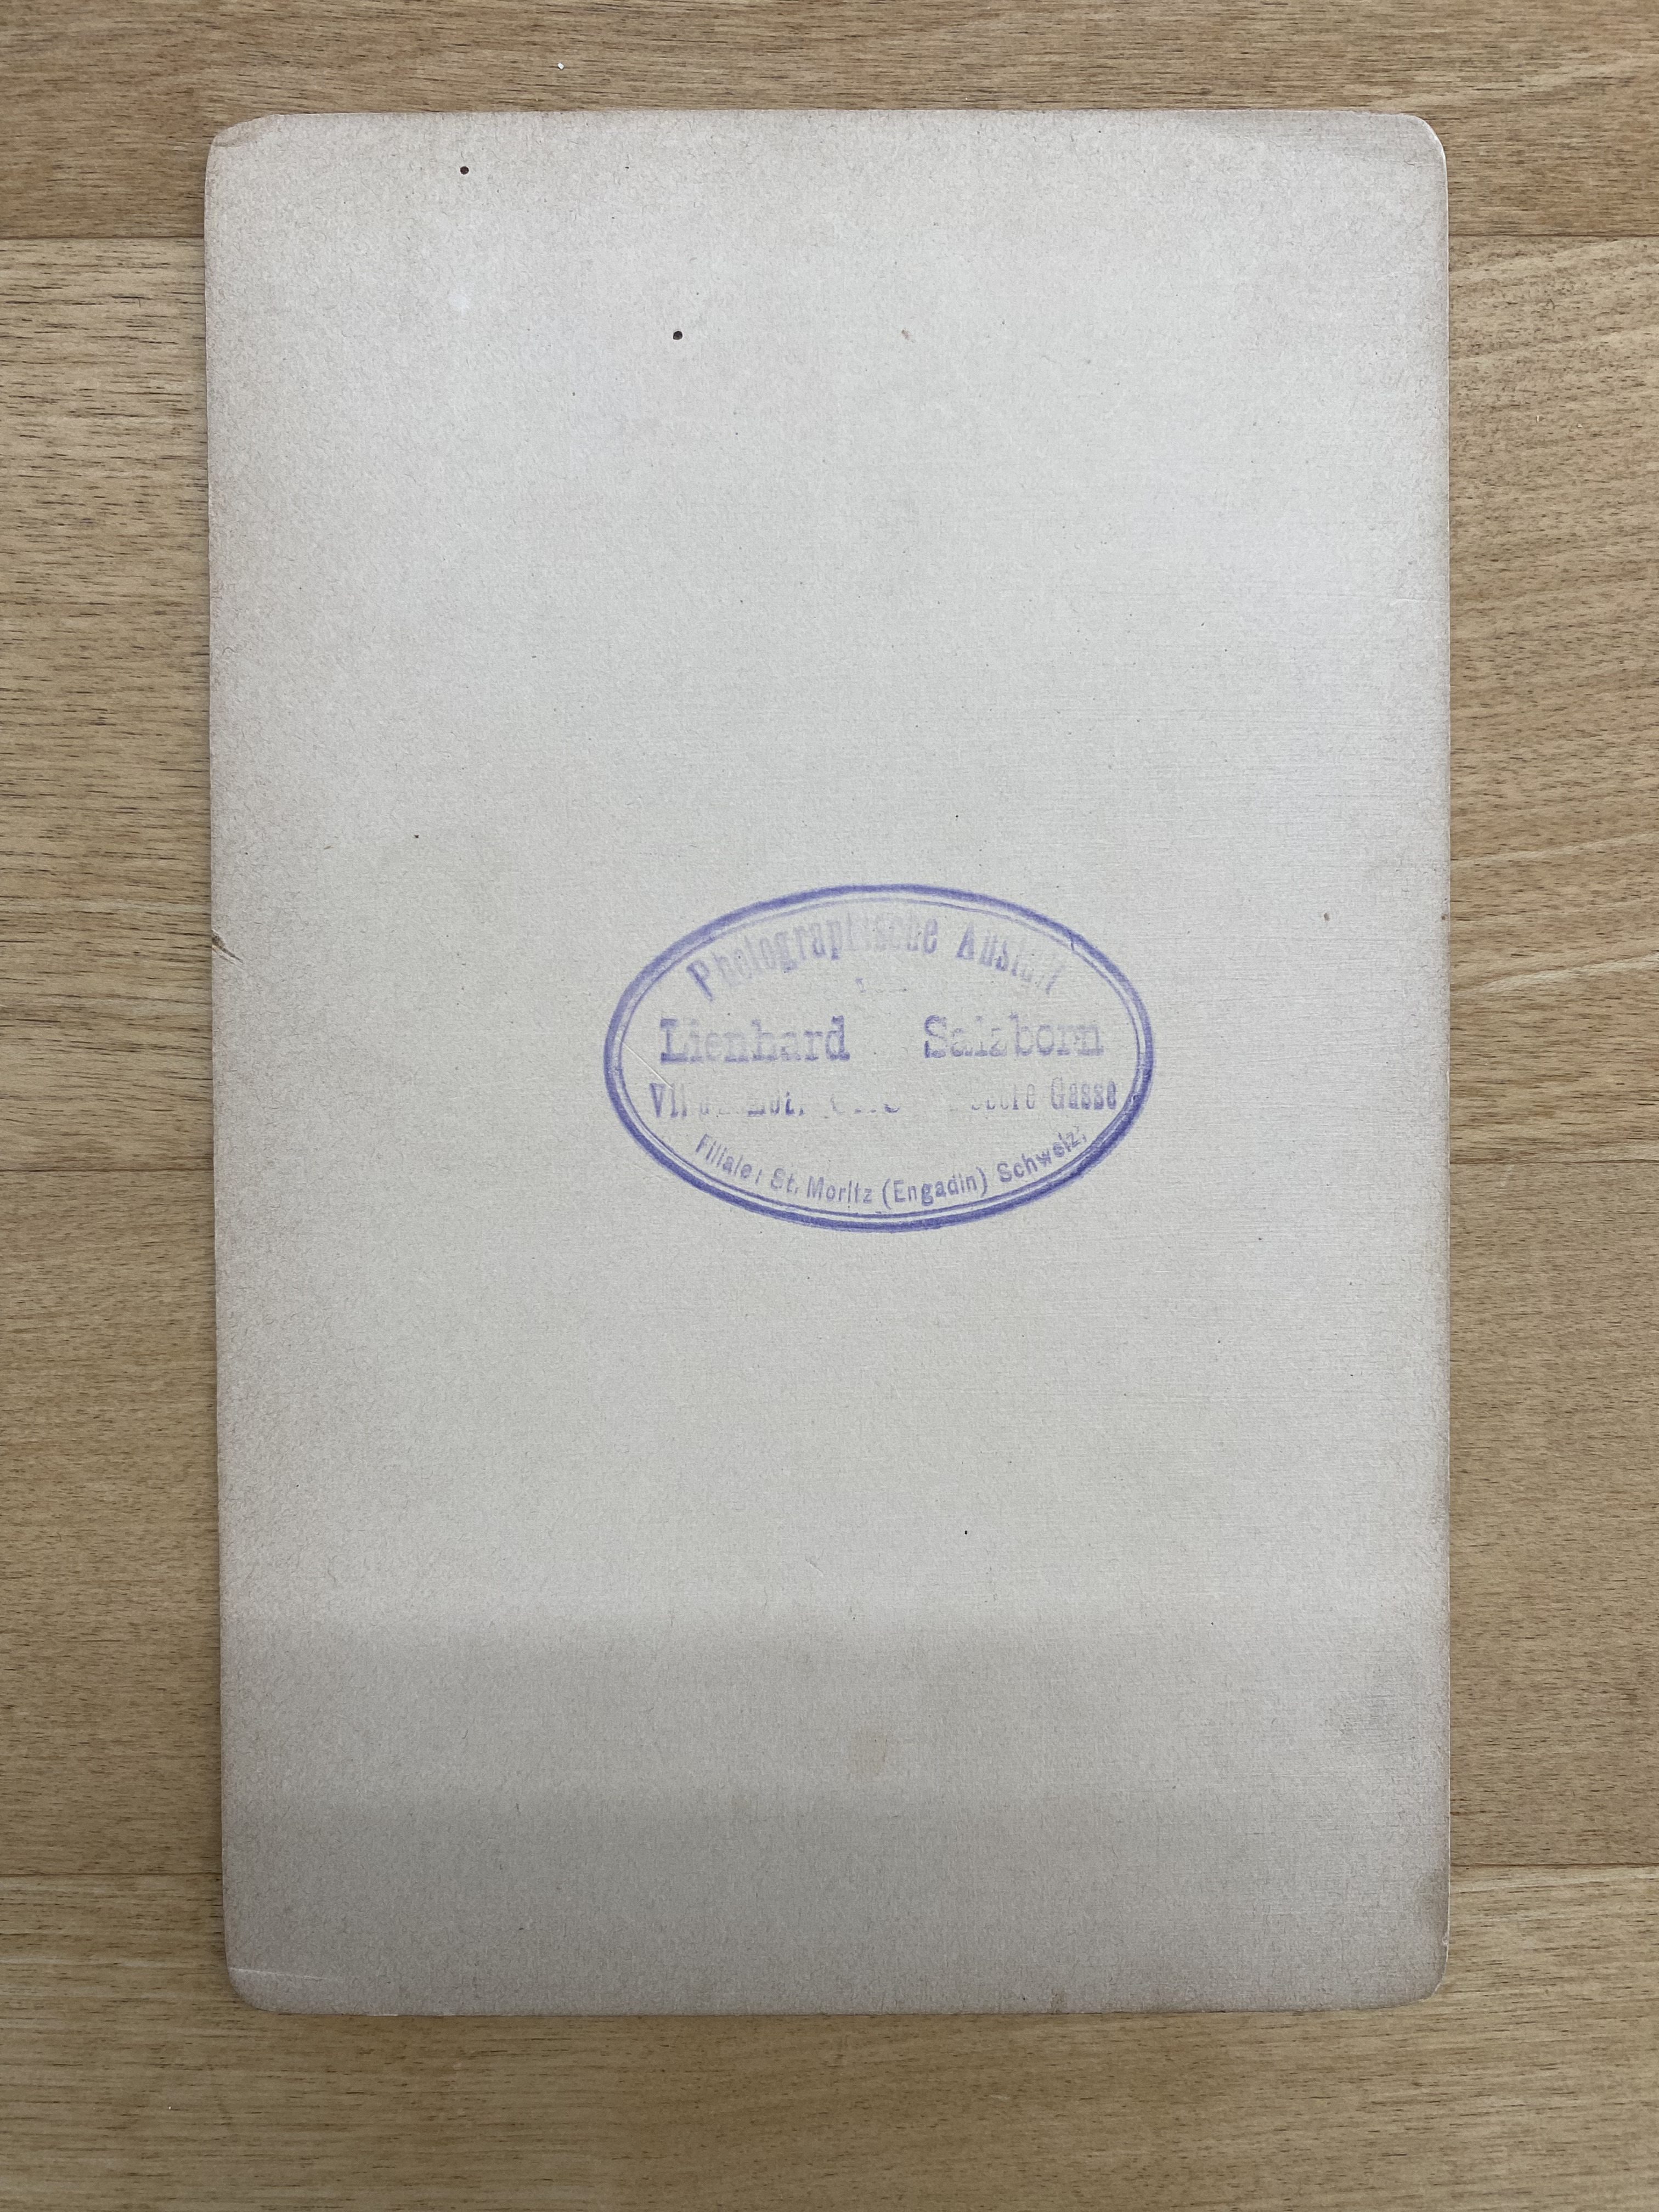 Photographische Anstalt
Lienhard Salzborn
Gasse
Filiale: St. Moritz (Engadin) Schweiz,